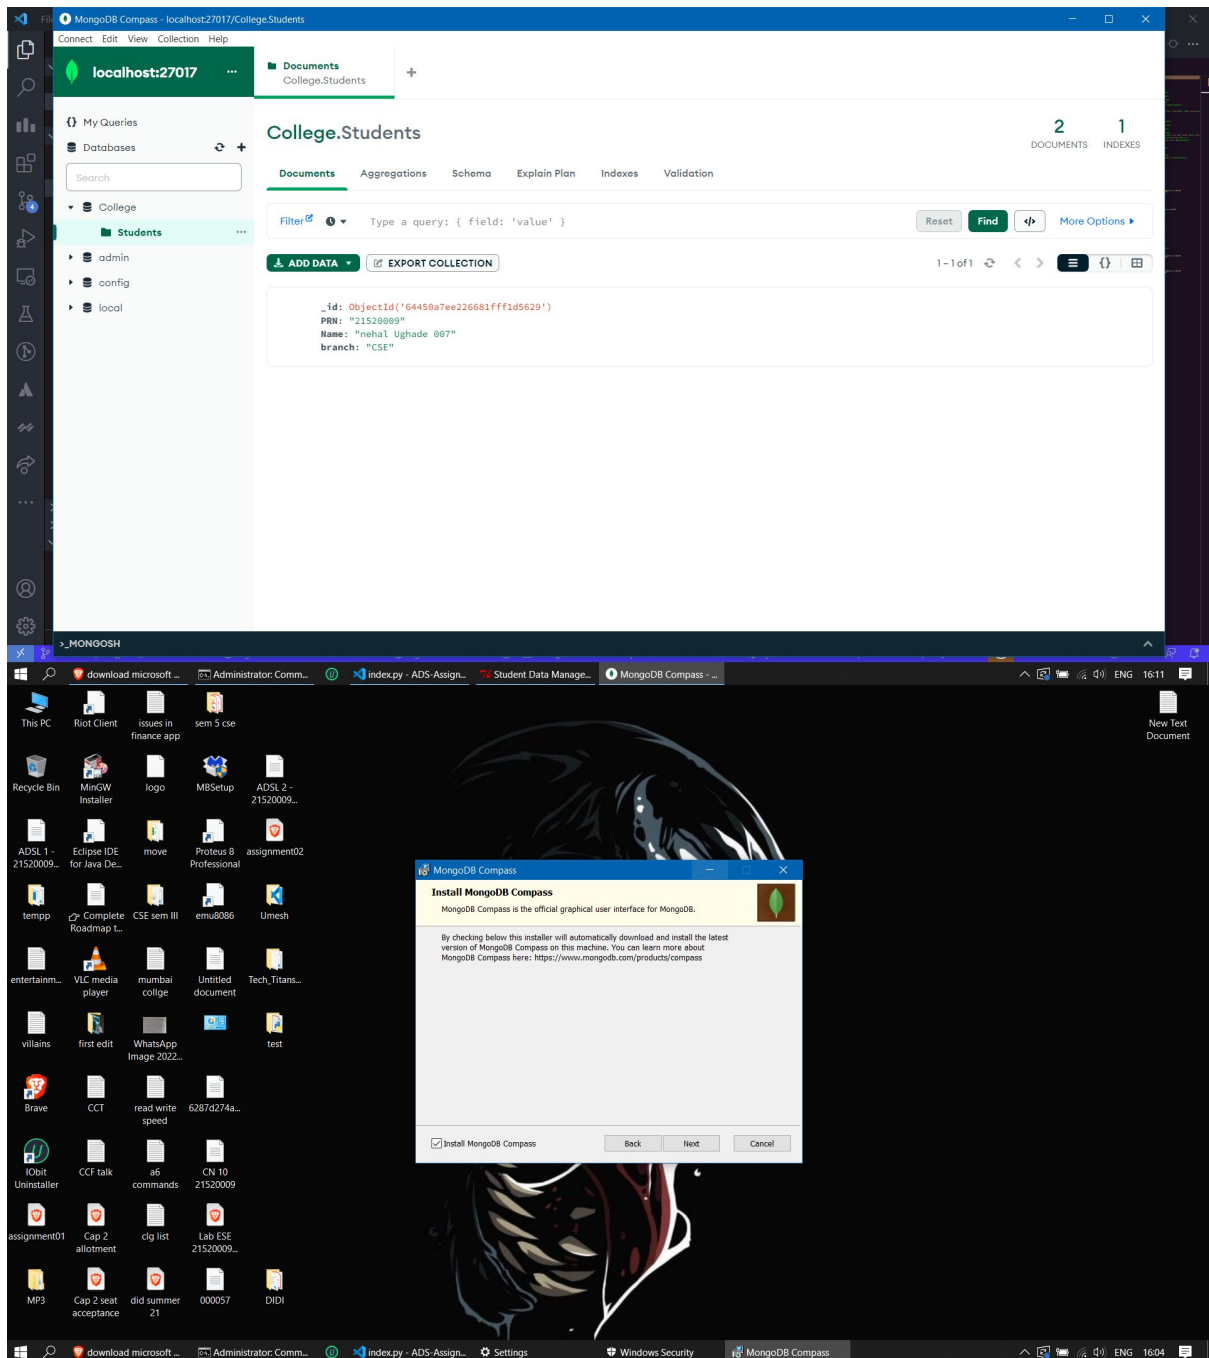 File
MongoDB Compass - localhost:27017/College.Students
Connect Edit View Collection Help
localhost:27017 ...
Documents
College.Students
+
{} My Queries
Databases
Search
College
Students ...
admin
config
local
College.Students
2
DOCUMENTS
1
INDEXES
Documents Aggregations Schema Explain Plan Indexes Validation
Filter Type a query: { field: 'value' } Reset Find </> More Options
ADD DATA EXPORT COLLECTION 1 – 1 of 1 {}
_id: ObjectId('64450a7ee226681fff1d5629')
PRN: "21520009"
Name: "nehal Ughade 007"
branch: "CSE"
4
>_MONGOSH
download microsoft ... Administrator: Comm... index.py - ADS-Assign... Student Data Manage... MongoDB Compass - ... ENG 16:11
This PC
Riot Client
issues in
finance app
sem 5 cse
New Text
Document
Recycle Bin
MinGW
Installer
logo
MBSetup
ADSL 2 -
21520009...
ADSL 1 -
21520009...
Eclipse IDE
for Java De...
move
Proteus 8
Professional
assignment02
tempp
Complete
Roadmap t...
CSE sem III
emu8086
Umesh
entertainm...
VLC media
player
mumbai
collge
Untitled
document
Tech_Titans...
villains
first edit
WhatsApp
Image 2022...
test
Brave
CCT
read write
speed
6287d274a...
IObit
Uninstaller
CCF talk
a6
commands
CN 10
21520009
assignment01
Cap 2
allotment
clg list
Lab ESE
21520009...
MP3
Cap 2 seat
acceptance
did summer
21
000057
DIDI
MongoDB Compass
Install MongoDB Compass
MongoDB Compass is the official graphical user interface for MongoDB.
By checking below this installer will automatically download and install the latest
version of MongoDB Compass on this machine. You can learn more about
MongoDB Compass here: https://www.mongodb.com/products/compass
Install MongoDB Compass Back Next Cancel
download microsoft ... Administrator: Comm... index.py - ADS-Assign... Settings Windows Security MongoDB Compass ENG 16:04